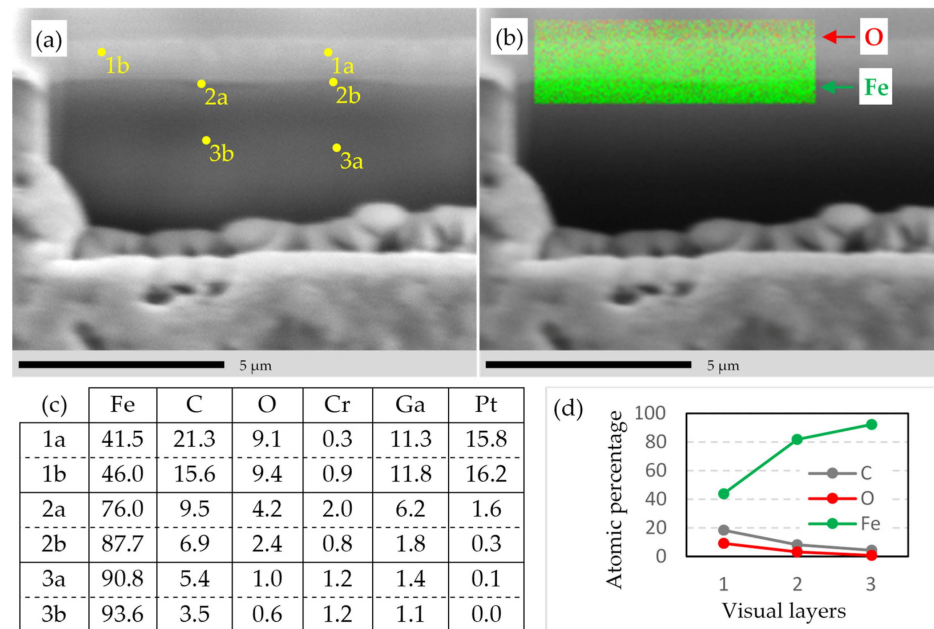 (a)
1b
1a
2a
2b
3b
3a
5 μm
(b)
O
Fe
5 μm
(c) Fe C O Cr Ga Pt
1a 41.5 21.3 9.1 0.3 11.3 15.8
1b 46.0 15.6 9.4 0.9 11.8 16.2
2a 76.0 9.5 4.2 2.0 6.2 1.6
2b 87.7 6.9 2.4 0.8 1.8 0.3
3a 90.8 5.4 1.0 1.2 1.4 0.1
3b 93.6 3.5 0.6 1.2 1.1 0.0
(d)
Atomic percentage
100
80
60
40
20
0
C
O
Fe
1 2 3
Visual layers